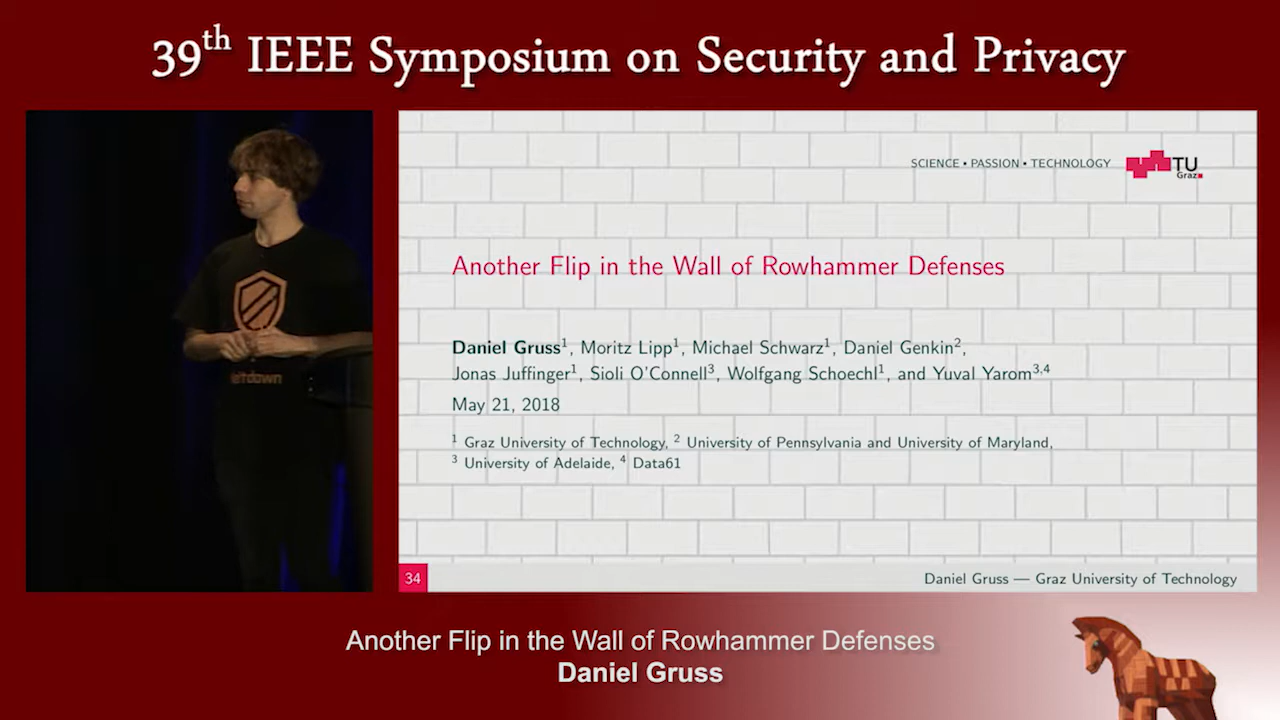 39th IEEE Symposium on Security and Privacy
SCIENCE ▪ PASSION ▪ TECHNOLOGY
TU
Graz
Another Flip in the Wall of Rowhammer Defenses
Daniel Gruss1, Moritz Lipp1, Michael Schwarz1, Daniel Genkin2,
Jonas Juffinger1, Sioli O'Connell3, Wolfgang Schoechl1, and Yuval Yarom3,4
May 21, 2018
1 Graz University of Technology, 2 University of Pennsylvania and University of Maryland,
3 University of Adelaide, 4 Data61
34
Daniel Gruss — Graz University of Technology
Another Flip in the Wall of Rowhammer Defenses
Daniel Gruss